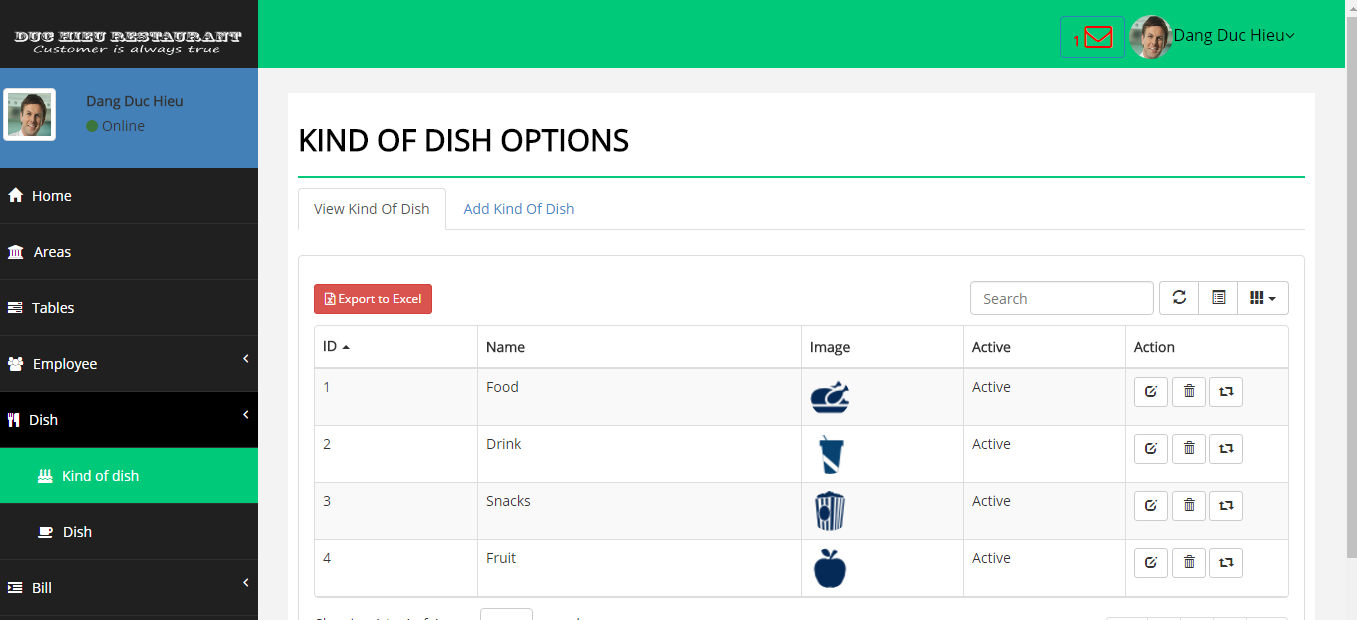 DUC HIEU RESTAURANT
Customer is always true
1
Dang Duc Hieu
Dang Duc Hieu
Online
Home
Areas
Tables
Employee
Dish
Kind of dish
Dish
Bill
KIND OF DISH OPTIONS
View Kind Of Dish Add Kind Of Dish
Export to Excel
Search
ID Name Image Active Action
1 Food Active
2 Drink Active
3 Snacks Active
4 Fruit Active